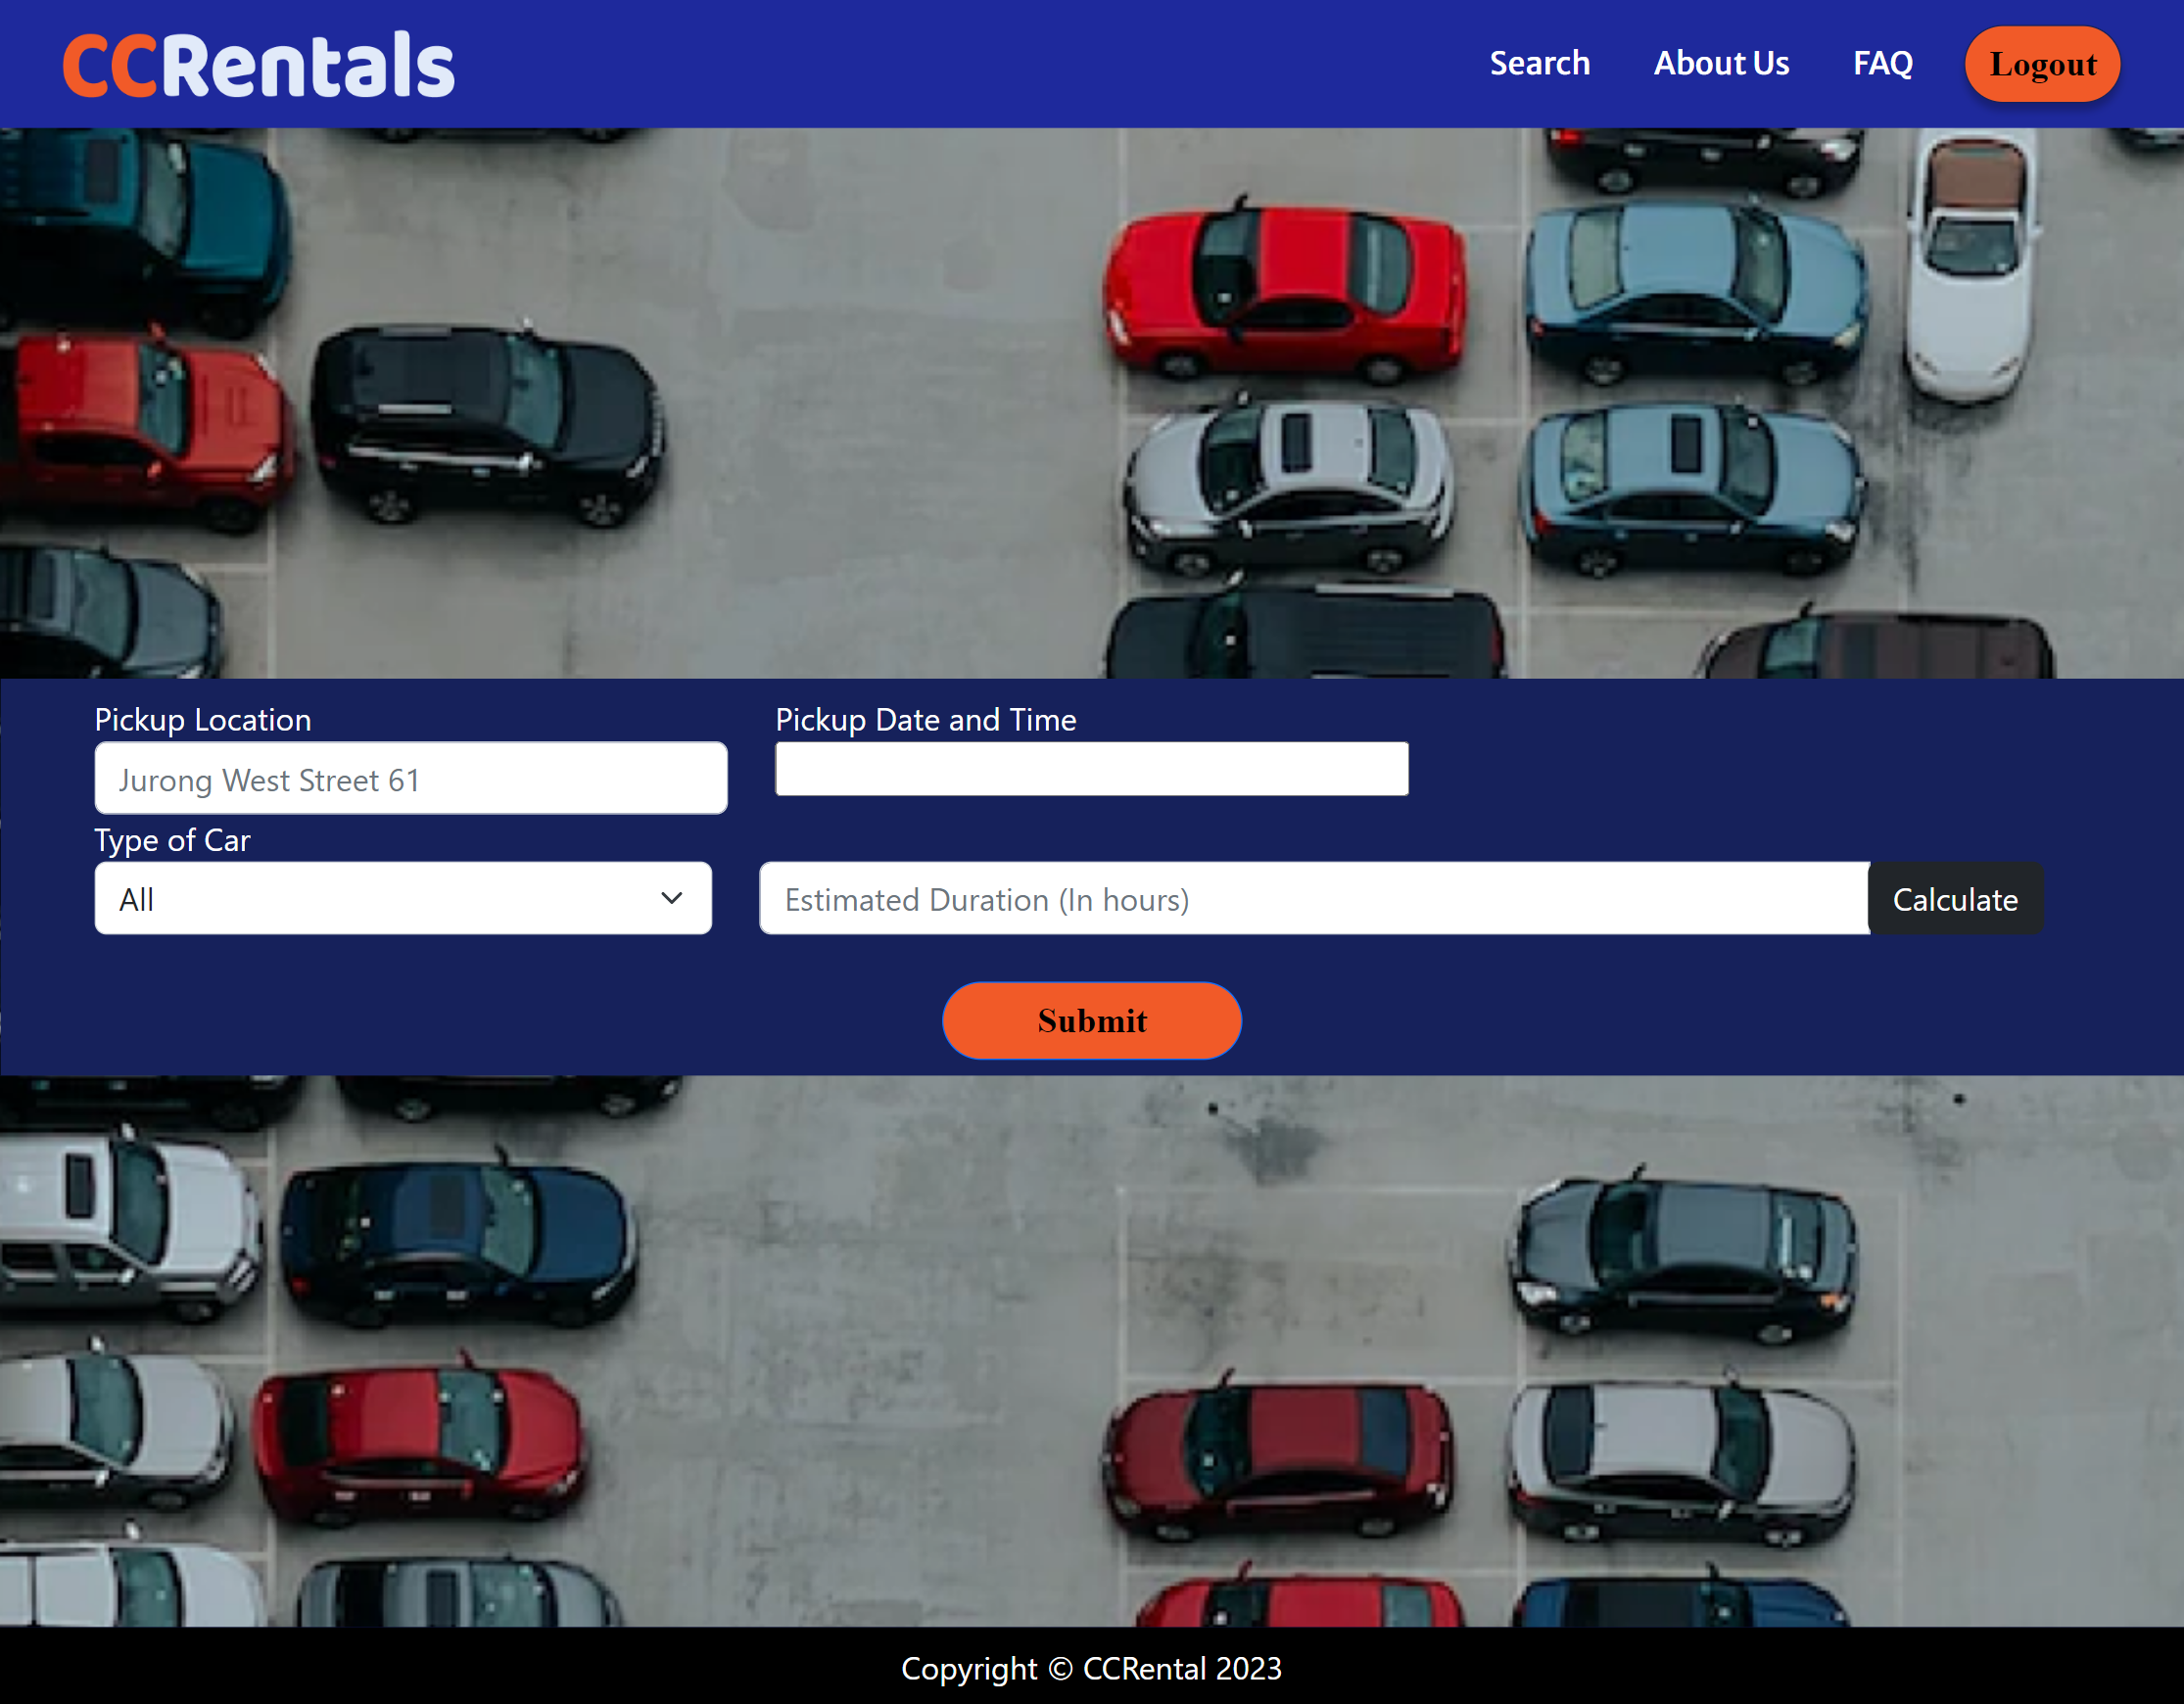 CCRentals
Search About Us FAQ Logout
Pickup Location Pickup Date and Time
Jurong West Street 61
Type of Car
All Estimated Duration (In hours) Calculate
Submit
Copyright © CCRental 2023